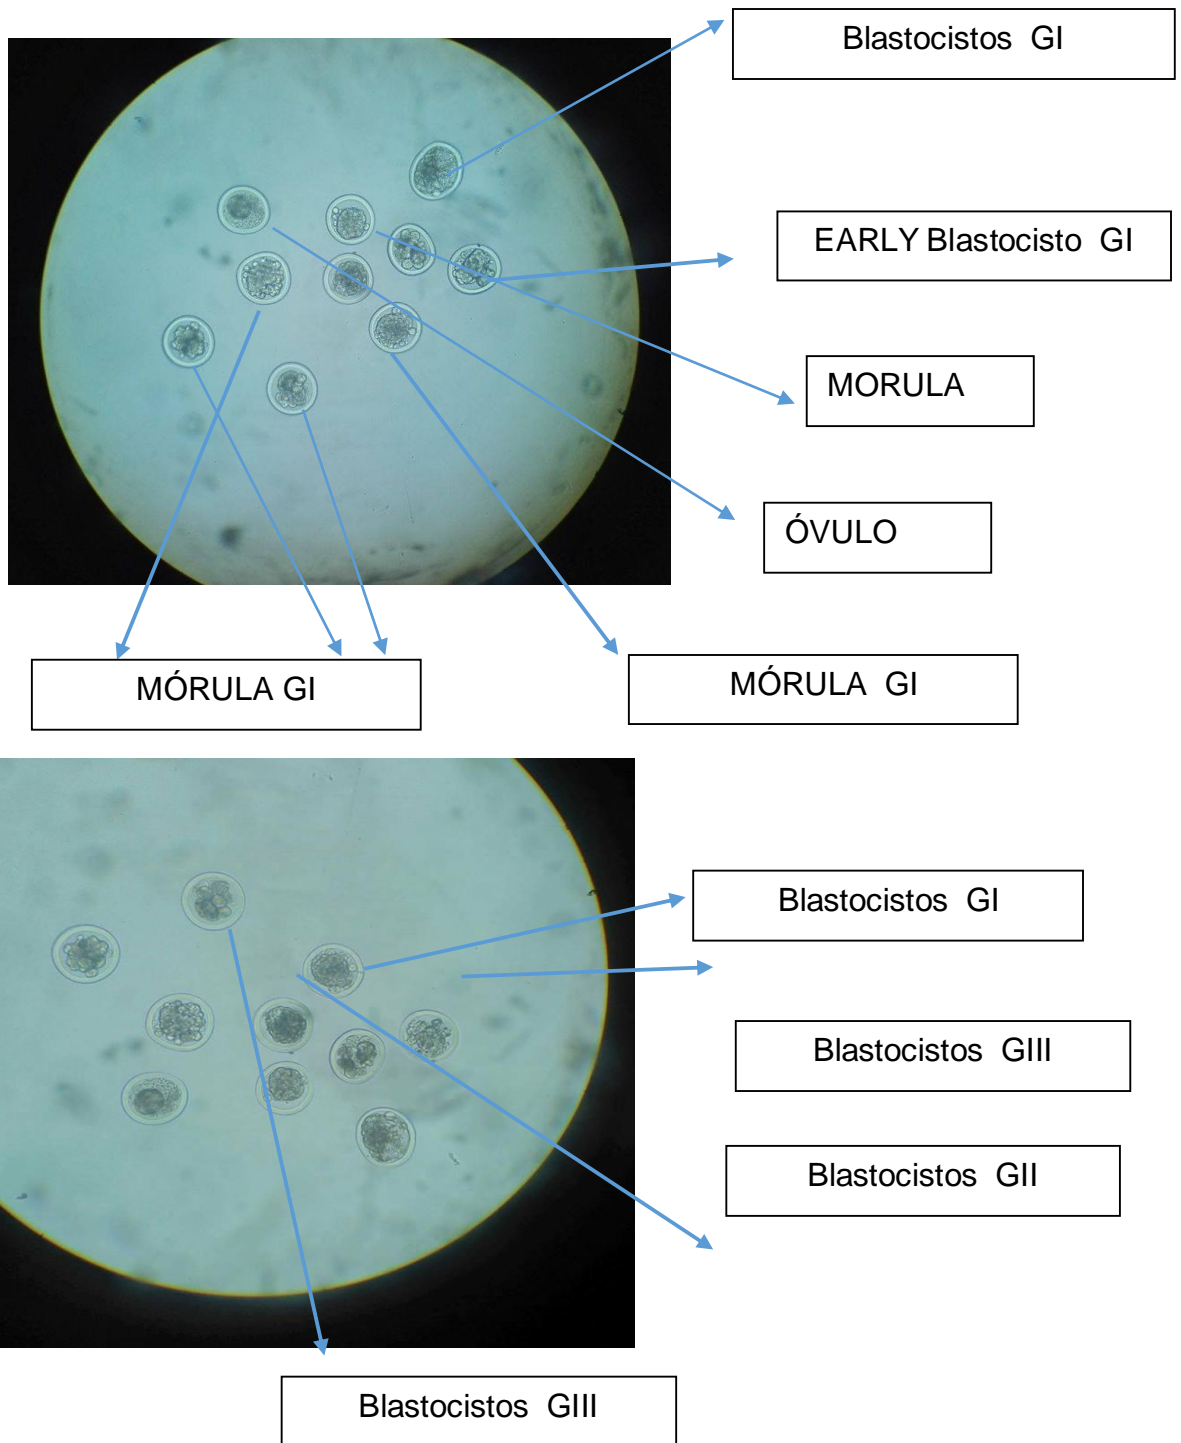 Blastocistos GI
EARLY Blastocisto GI
MORULA
ÓVULO
MÓRULA GI
MÓRULA GI
Blastocistos GI
Blastocistos GIII
Blastocistos GII
Blastocistos GIII